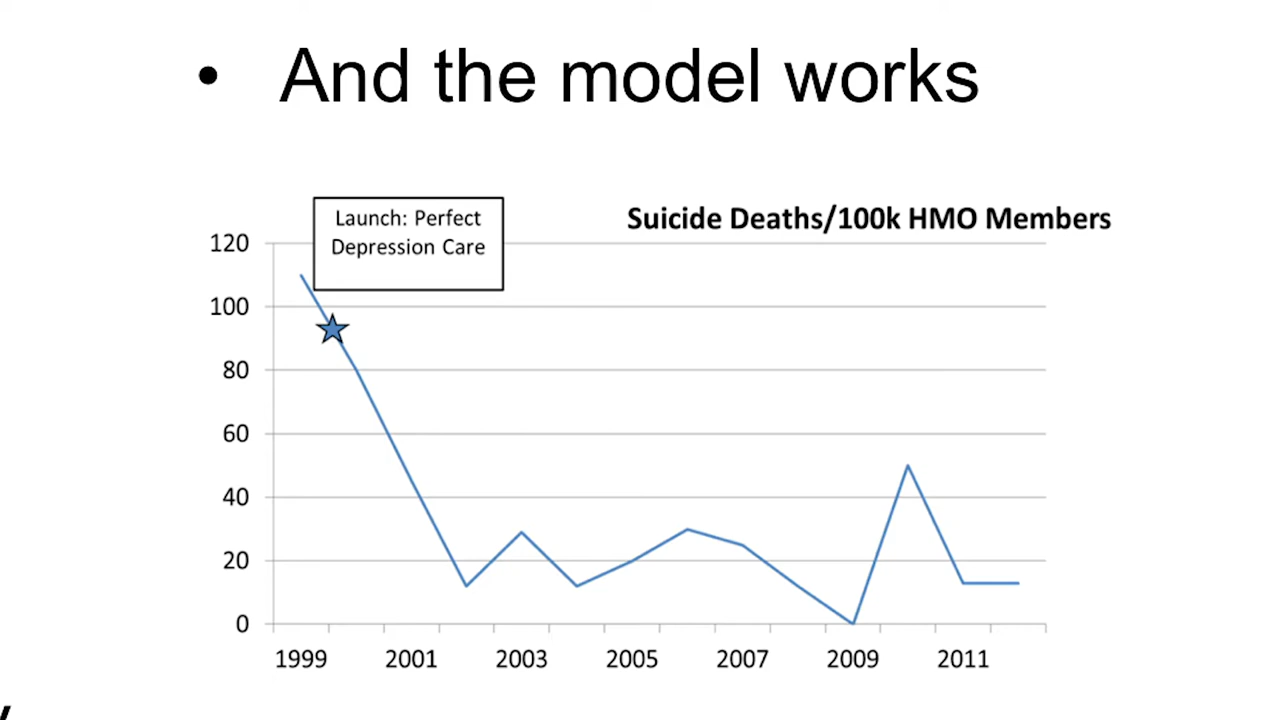 • And the model works
Launch: Perfect
Depression Care
Suicide Deaths/100k HMO Members
120
100
80
60
40
20
0
1999 2001 2003 2005 2007 2009 2011